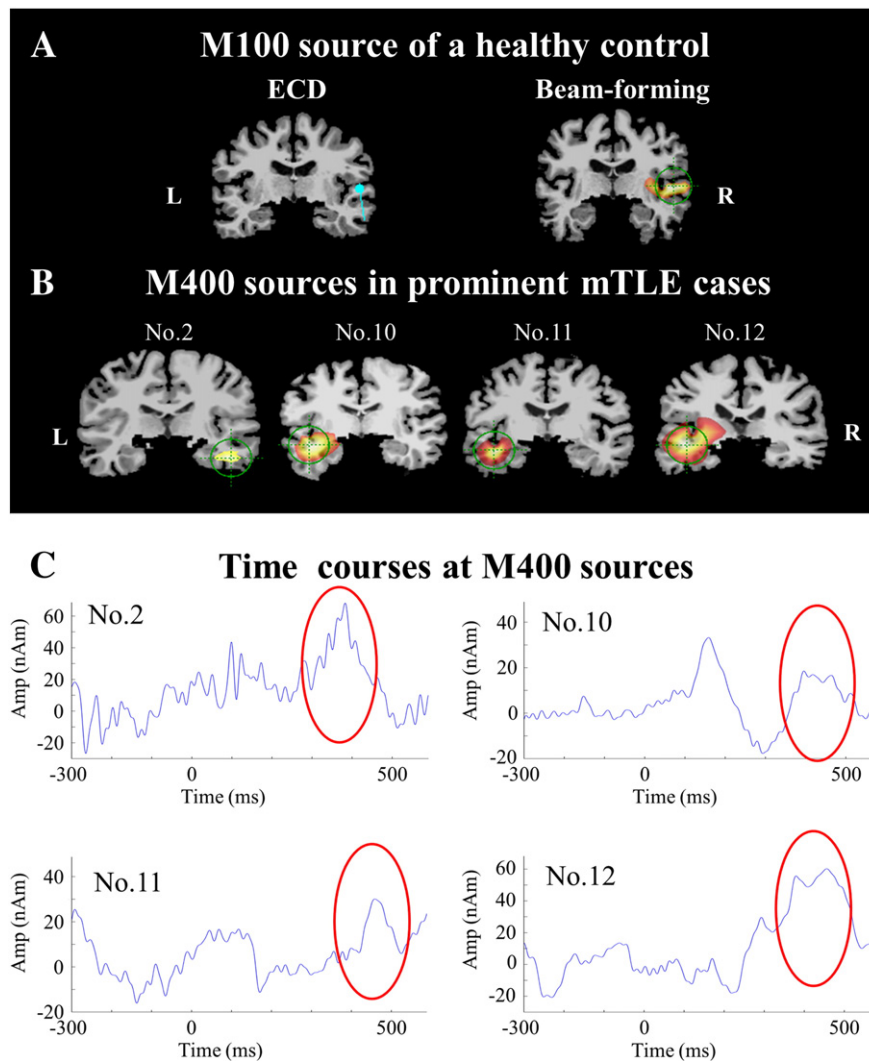 A M100 source of a healthy control
ECD Beam-forming
L R
B M400 sources in prominent mTLE cases
No.2 No.10 No.11 No.12
L R
C Time courses at M400 sources
No.2
Amp (nAm)
60
40
20
0
-20
-300 0 500
Time (ms)
No.10
Amp (nAm)
40
20
0
-20
-300 0 500
Time (ms)
No.11
Amp (nAm)
40
20
0
-20
-300 0 500
Time (ms)
No.12
Amp (nAm)
60
40
20
0
-20
-300 0 500
Time (ms)